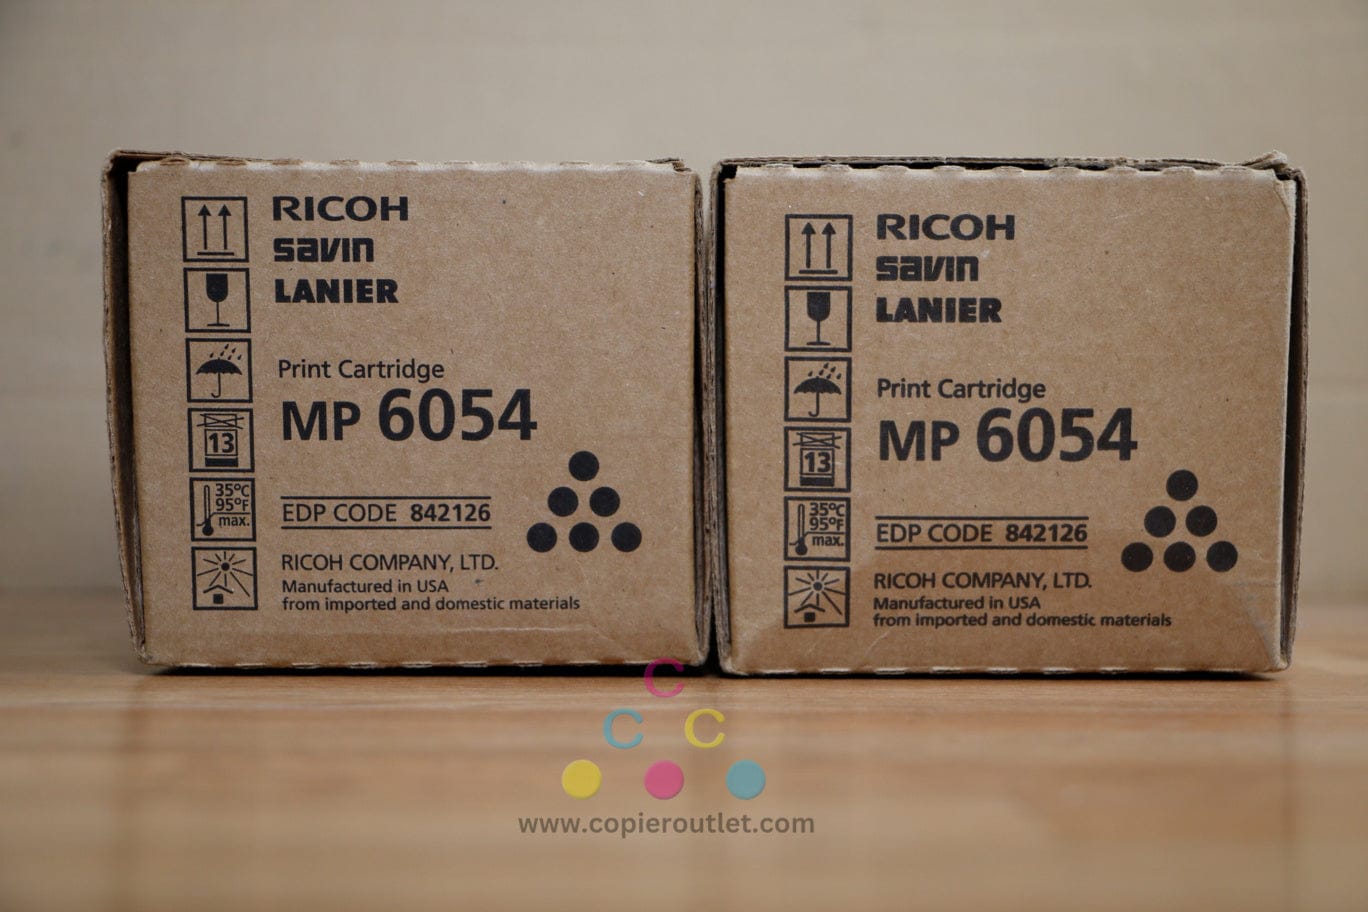 RICOH
savin
LANIER
Print Cartridge
MP 6054
13
35°C
95°F
max.
EDP CODE 842126
RICOH COMPANY, LTD.
Manufactured in USA
from imported and domestic materials
RICOH
savin
LANIER
Print Cartridge
MP 6054
13
35°C
95°F
max.
EDP CODE 842126
RICOH COMPANY, LTD.
Manufactured in USA
from imported and domestic materials
C
C C
www.copieroutlet.com